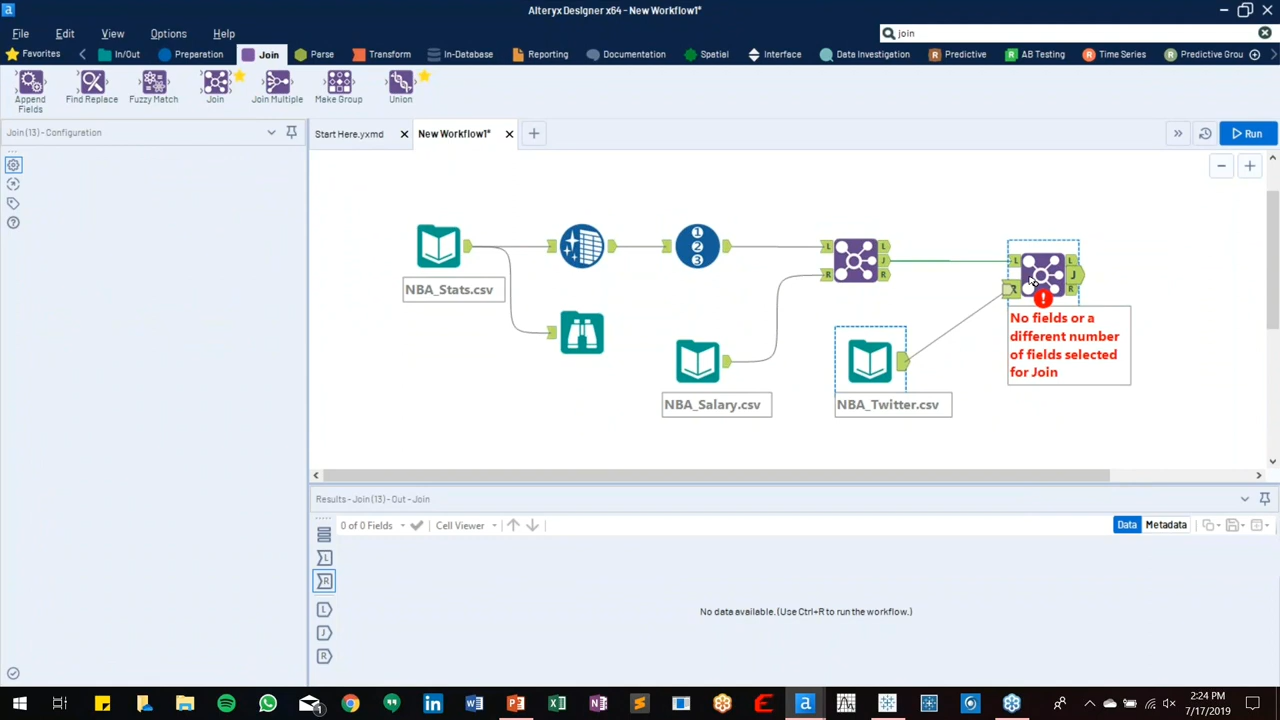 Alteryx Designer x64 - New Workflow1*
File Edit View Options Help
join
Favorites In/Out Preparation Join Parse Transform In-Database Reporting Documentation Spatial Interface Data Investigation Predictive AB Testing Time Series Predictive Grou
Append Fields
Find Replace
Fuzzy Match
Join
Join Multiple
Make Group
Union
Join (13) - Configuration
Start Here.yxmd
New Workflow1*
Run
1
2
3
L
R
L
J
R
L
R
L
J
R
NBA_Stats.csv
No fields or a
different number
of fields selected
for Join
NBA_Salary.csv
NBA_Twitter.csv
Results - Join (13) - Out - Join
0 of 0 Fields Cell Viewer Data Metadata
L
R
L
J
R
No data available. (Use Ctrl+R to run the workflow.)
2:24 PM
7/17/2019